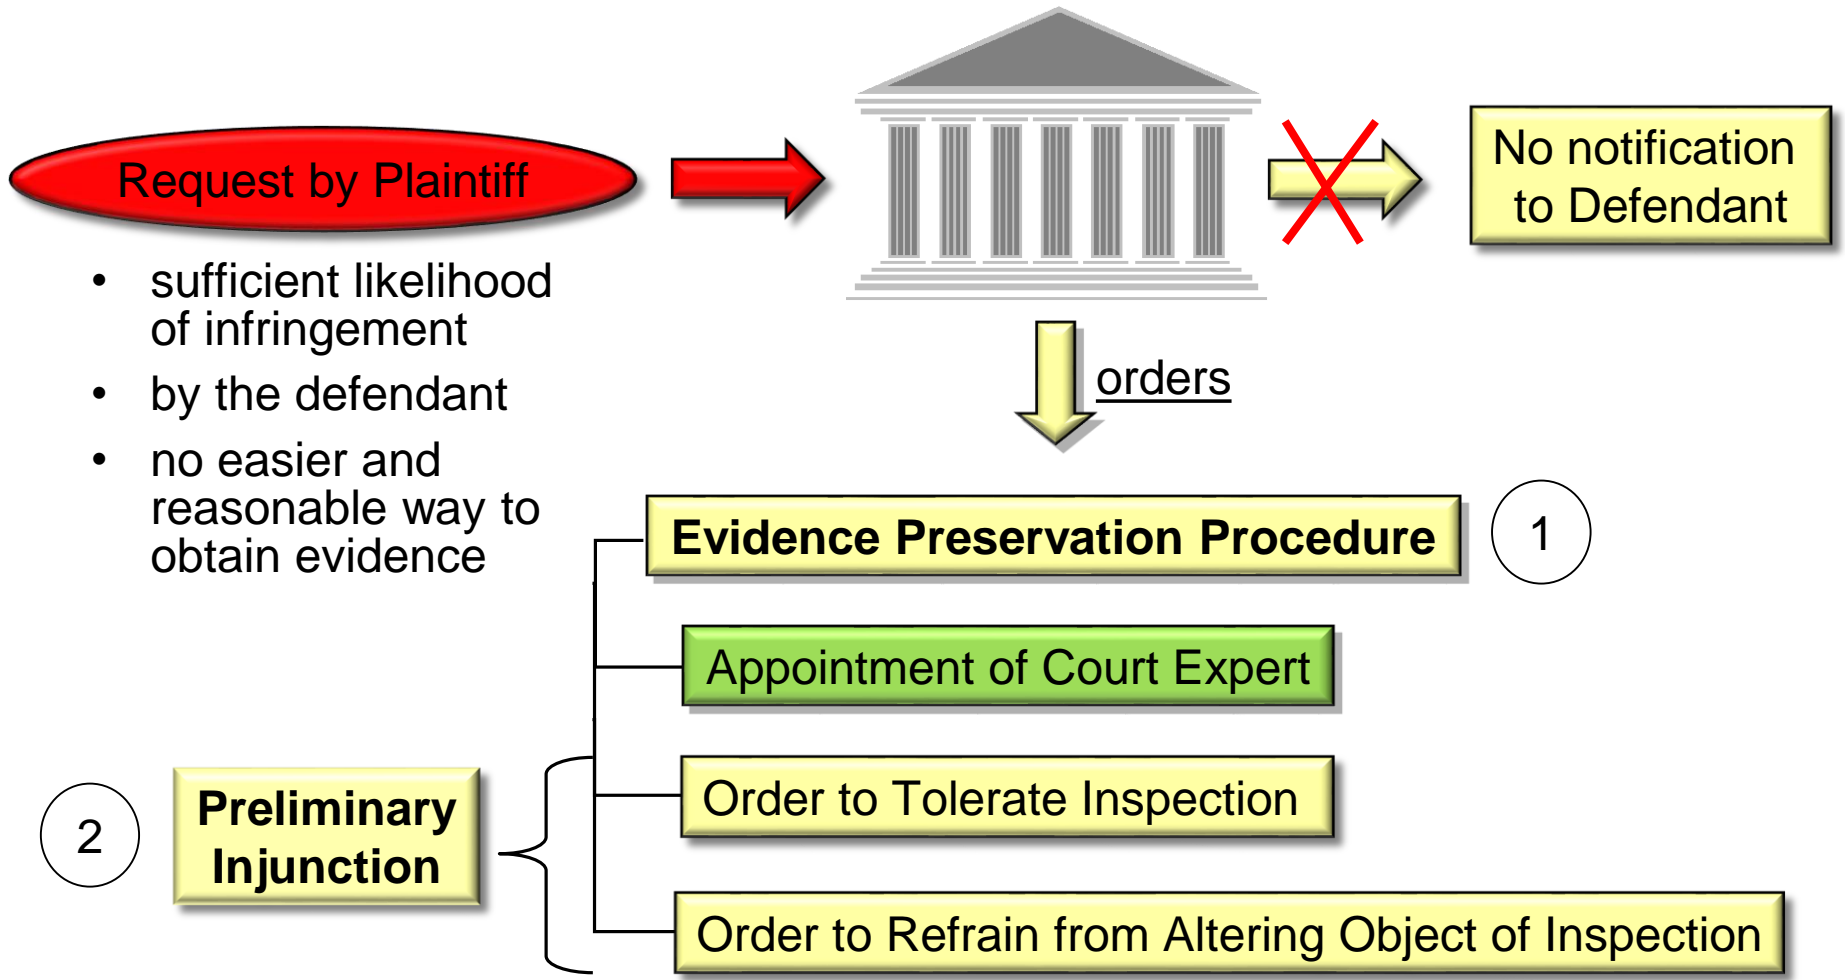 Request by Plaintiff
No notification
to Defendant
• sufficient likelihood
of infringement
• by the defendant
• no easier and
reasonable way to
obtain evidence
orders
Evidence Preservation Procedure
1
Appointment of Court Expert
Order to Tolerate Inspection
2
Preliminary
Injunction
Order to Refrain from Altering Object of Inspection